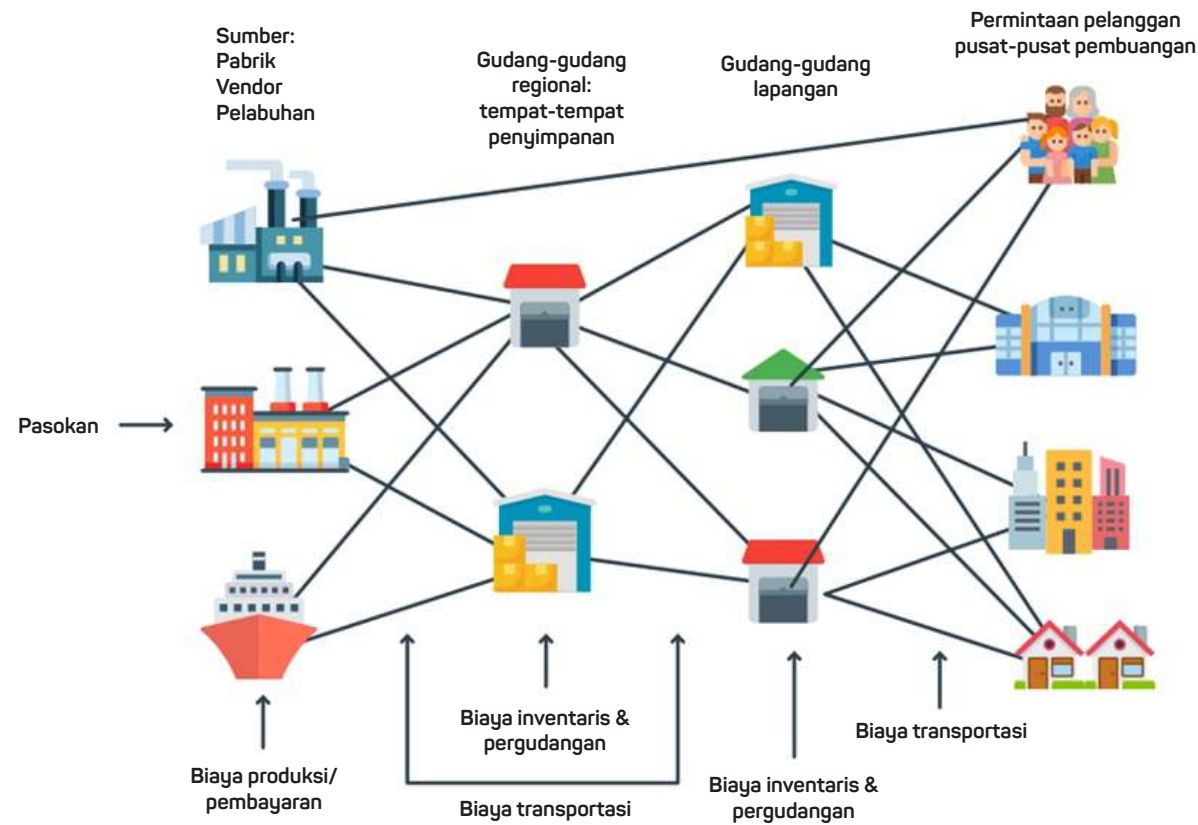 Sumber:
Pabrik
Vendor
Pelabuhan
Gudang-gudang
regional:
tempat-tempat
penyimpanan
Gudang-gudang
lapangan
Permintaan pelanggan
pusat-pusat pembuangan
Pasokan
Biaya produksi/
pembayaran
Biaya inventaris &
pergudangan
Biaya transportasi
Biaya inventaris &
pergudangan
Biaya transportasi